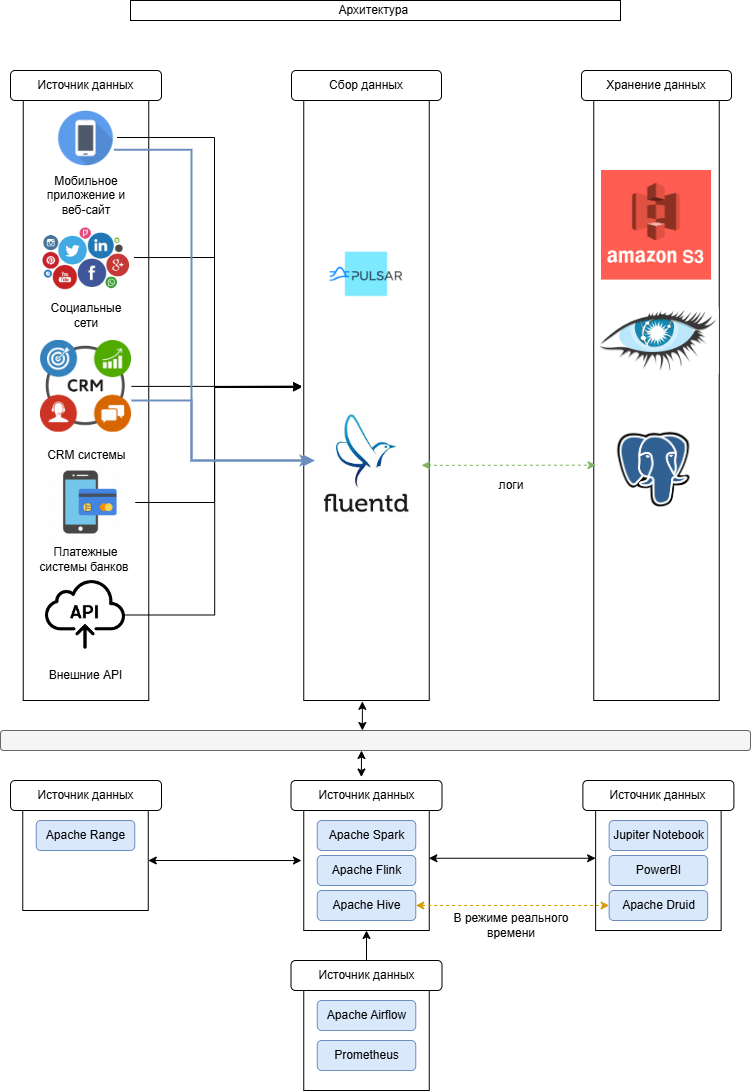 Архитектура
Источник данных
Сбор данных
Хранение данных
Мобильное
приложение и
веб-сайт
Социальные
сети
CRM
CRM системы
Платежные
системы банков
API
Внешние API
PULSAR
fluentd
логи
amazon S3
Источник данных
Apache Range
Источник данных
Apache Spark
Apache Flink
Apache Hive
В режиме реального
времени
Источник данных
Jupiter Notebook
PowerBI
Apache Druid
Источник данных
Apache Airflow
Prometheus